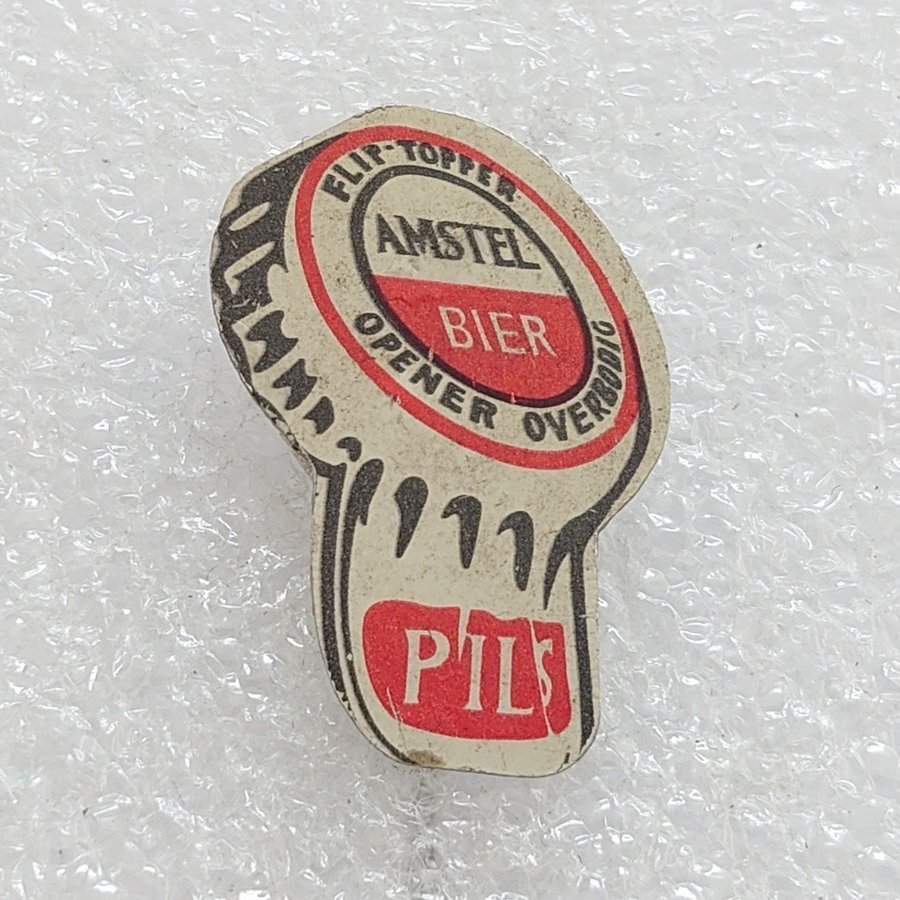 FLIP-TOPPER
AMSTEL
BIER
OPENER OVERBODIG
PILS